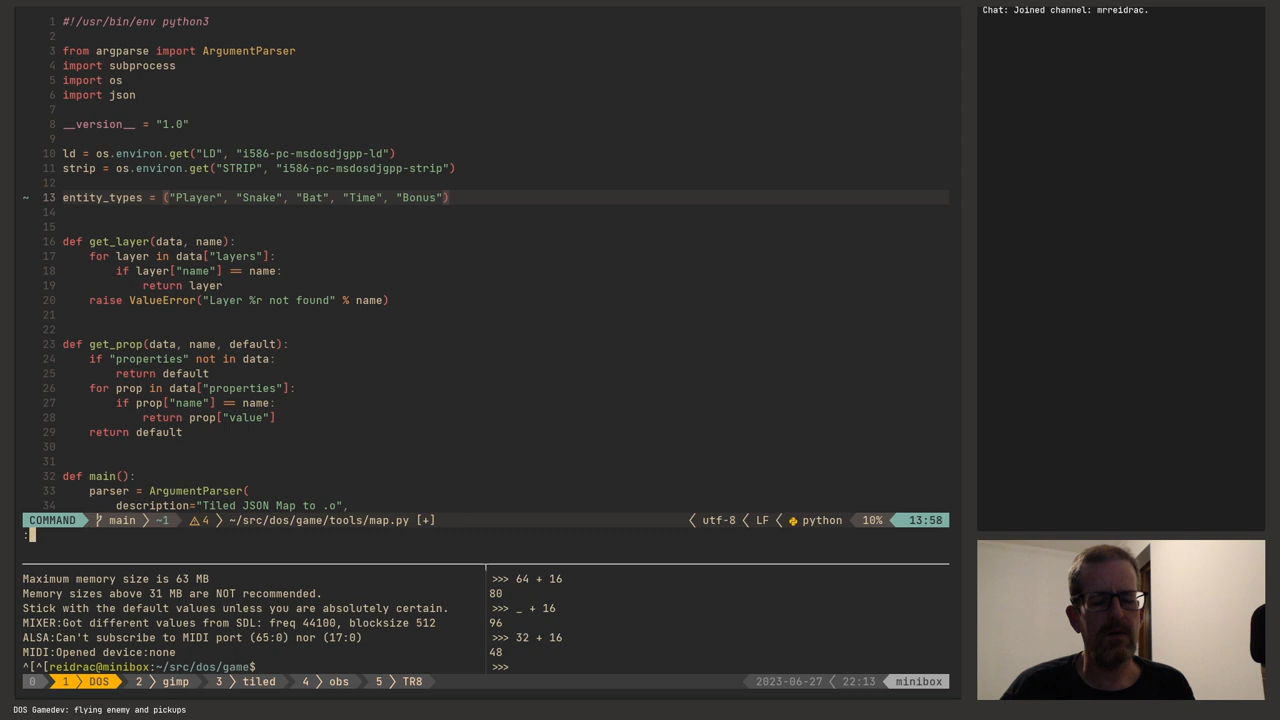 1 #!/usr/bin/env python3
2
3 from argparse import ArgumentParser
4 import subprocess
5 import os
6 import json
7
8 __version__ = "1.0"
9
10 ld = os.environ.get("LD", "i586-pc-msdosdjgpp-ld")
11 strip = os.environ.get("STRIP", "i586-pc-msdosdjgpp-strip")
12
~ 13 entity_types = ("Player", "Snake", "Bat", "Time", "Bonus")
14
15
16 def get_layer(data, name):
17 for layer in data["layers"]:
18 if layer["name"] == name:
19 return layer
20 raise ValueError("Layer %r not found" % name)
21
22
23 def get_prop(data, name, default):
24 if "properties" not in data:
25 return default
26 for prop in data["properties"]:
27 if prop["name"] == name:
28 return prop["value"]
29 return default
30
31
32 def main():
33 parser = ArgumentParser(
34 description="Tiled JSON Map to .o",
COMMAND main ~1 4 ~/src/dos/game/tools/map.py [+] utf-8 LF python 10% 13:58
:
Maximum memory size is 63 MB
Memory sizes above 31 MB are NOT recommended.
Stick with the default values unless you are absolutely certain.
MIXER:Got different values from SDL: freq 44100, blocksize 512
ALSA:Can't subscribe to MIDI port (65:0) nor (17:0)
MIDI:Opened device:none
^[^[reidrac@minibox:~/src/dos/game$
>>> 64 + 16
80
>>> _ + 16
96
>>> 32 + 16
48
>>>
0 1 DOS 2 gimp 3 tiled 4 obs 5 TR8 2023-06-27 22:13 minibox
Chat: Joined channel: mrreidrac.
DOS Gamedev: flying enemy and pickups